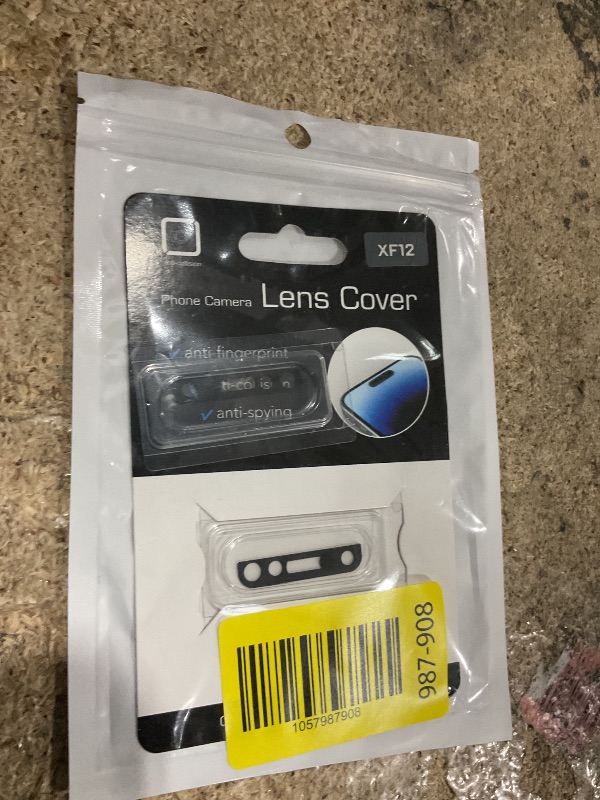 XF12
Phone Camera Lens Cover
✓ anti-fingerprint
✓ anti-spying
1057987908
987-908